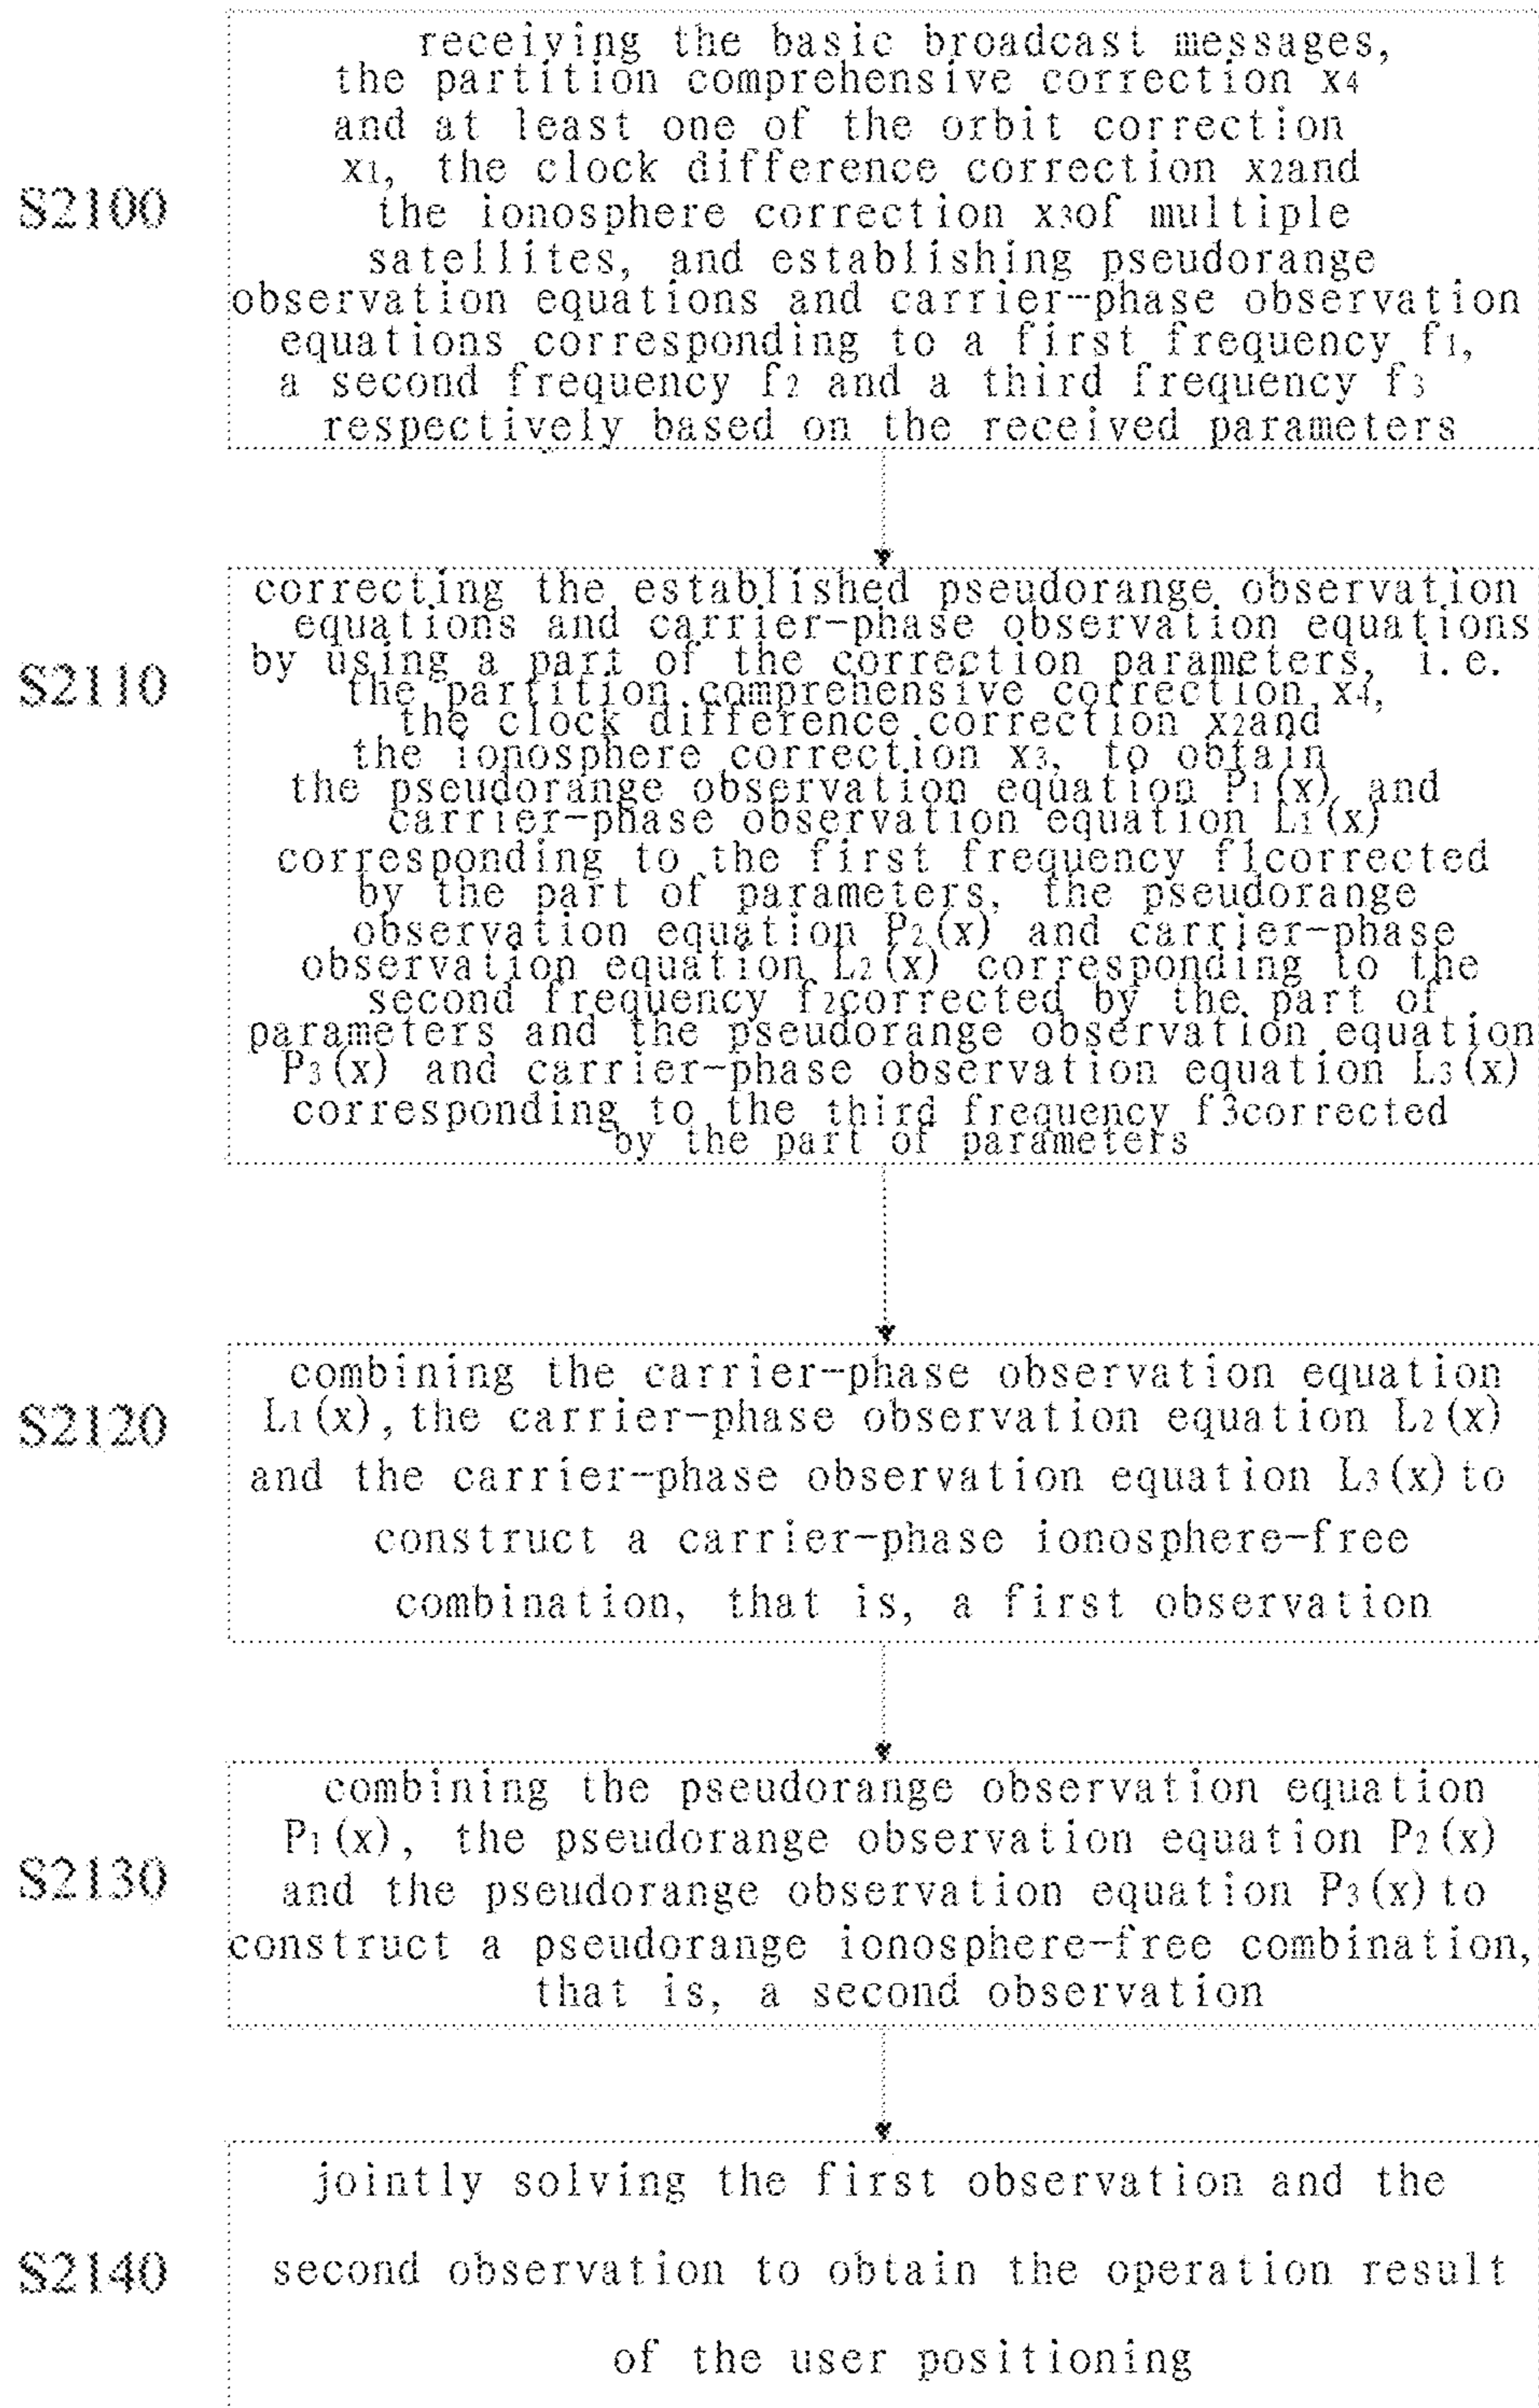 receiving the basic broadcast messages,
the partition comprehensive correction x4
and at least one of the orbit correction
x1, the clock difference correction x2and
S2100
the ionosphere correction x3of multiple
satellites, and establishing pseudorange
observation equations and carrier-phase observation
equations corresponding to a first frequency f1,
a second frequency f2 and a third frequency f3
respectively based on the received parameters
correcting the established pseudorange observation
equations and carrier-phase observation equations
by using a part of the correction parameters, i.e.
S2110
the partition comprehensive correction x4,
the clock difference correction x2and
the ionosphere correction x3, to obtain
the pseudorange observation equation P1(x) and
carrier-phase observation equation L1(x)
corresponding to the first frequency f1corrected
by the part of parameters, the pseudorange
observation equation P2(x) and carrier-phase
observation equation L2(x) corresponding to the
second frequency f2corrected by the part of
parameters and the pseudorange observation equation
P3(x) and carrier-phase observation equation L3(x)
corresponding to the third frequency f3corrected
by the part of parameters
combining the carrier-phase observation equation
S2120
L1(x), the carrier-phase observation equation L2(x)
and the carrier-phase observation equation L3(x)to
construct a carrier-phase ionosphere-free
combination, that is, a first observation
combining the pseudorange observation equation
P1(x), the pseudorange observation equation P2(x)
S2130
and the pseudorange observation equation P3(x)to
construct a pseudorange ionosphere-free combination,
that is, a second observation
jointly solving the first observation and the
S2140
second observation to obtain the operation result
of the user positioning